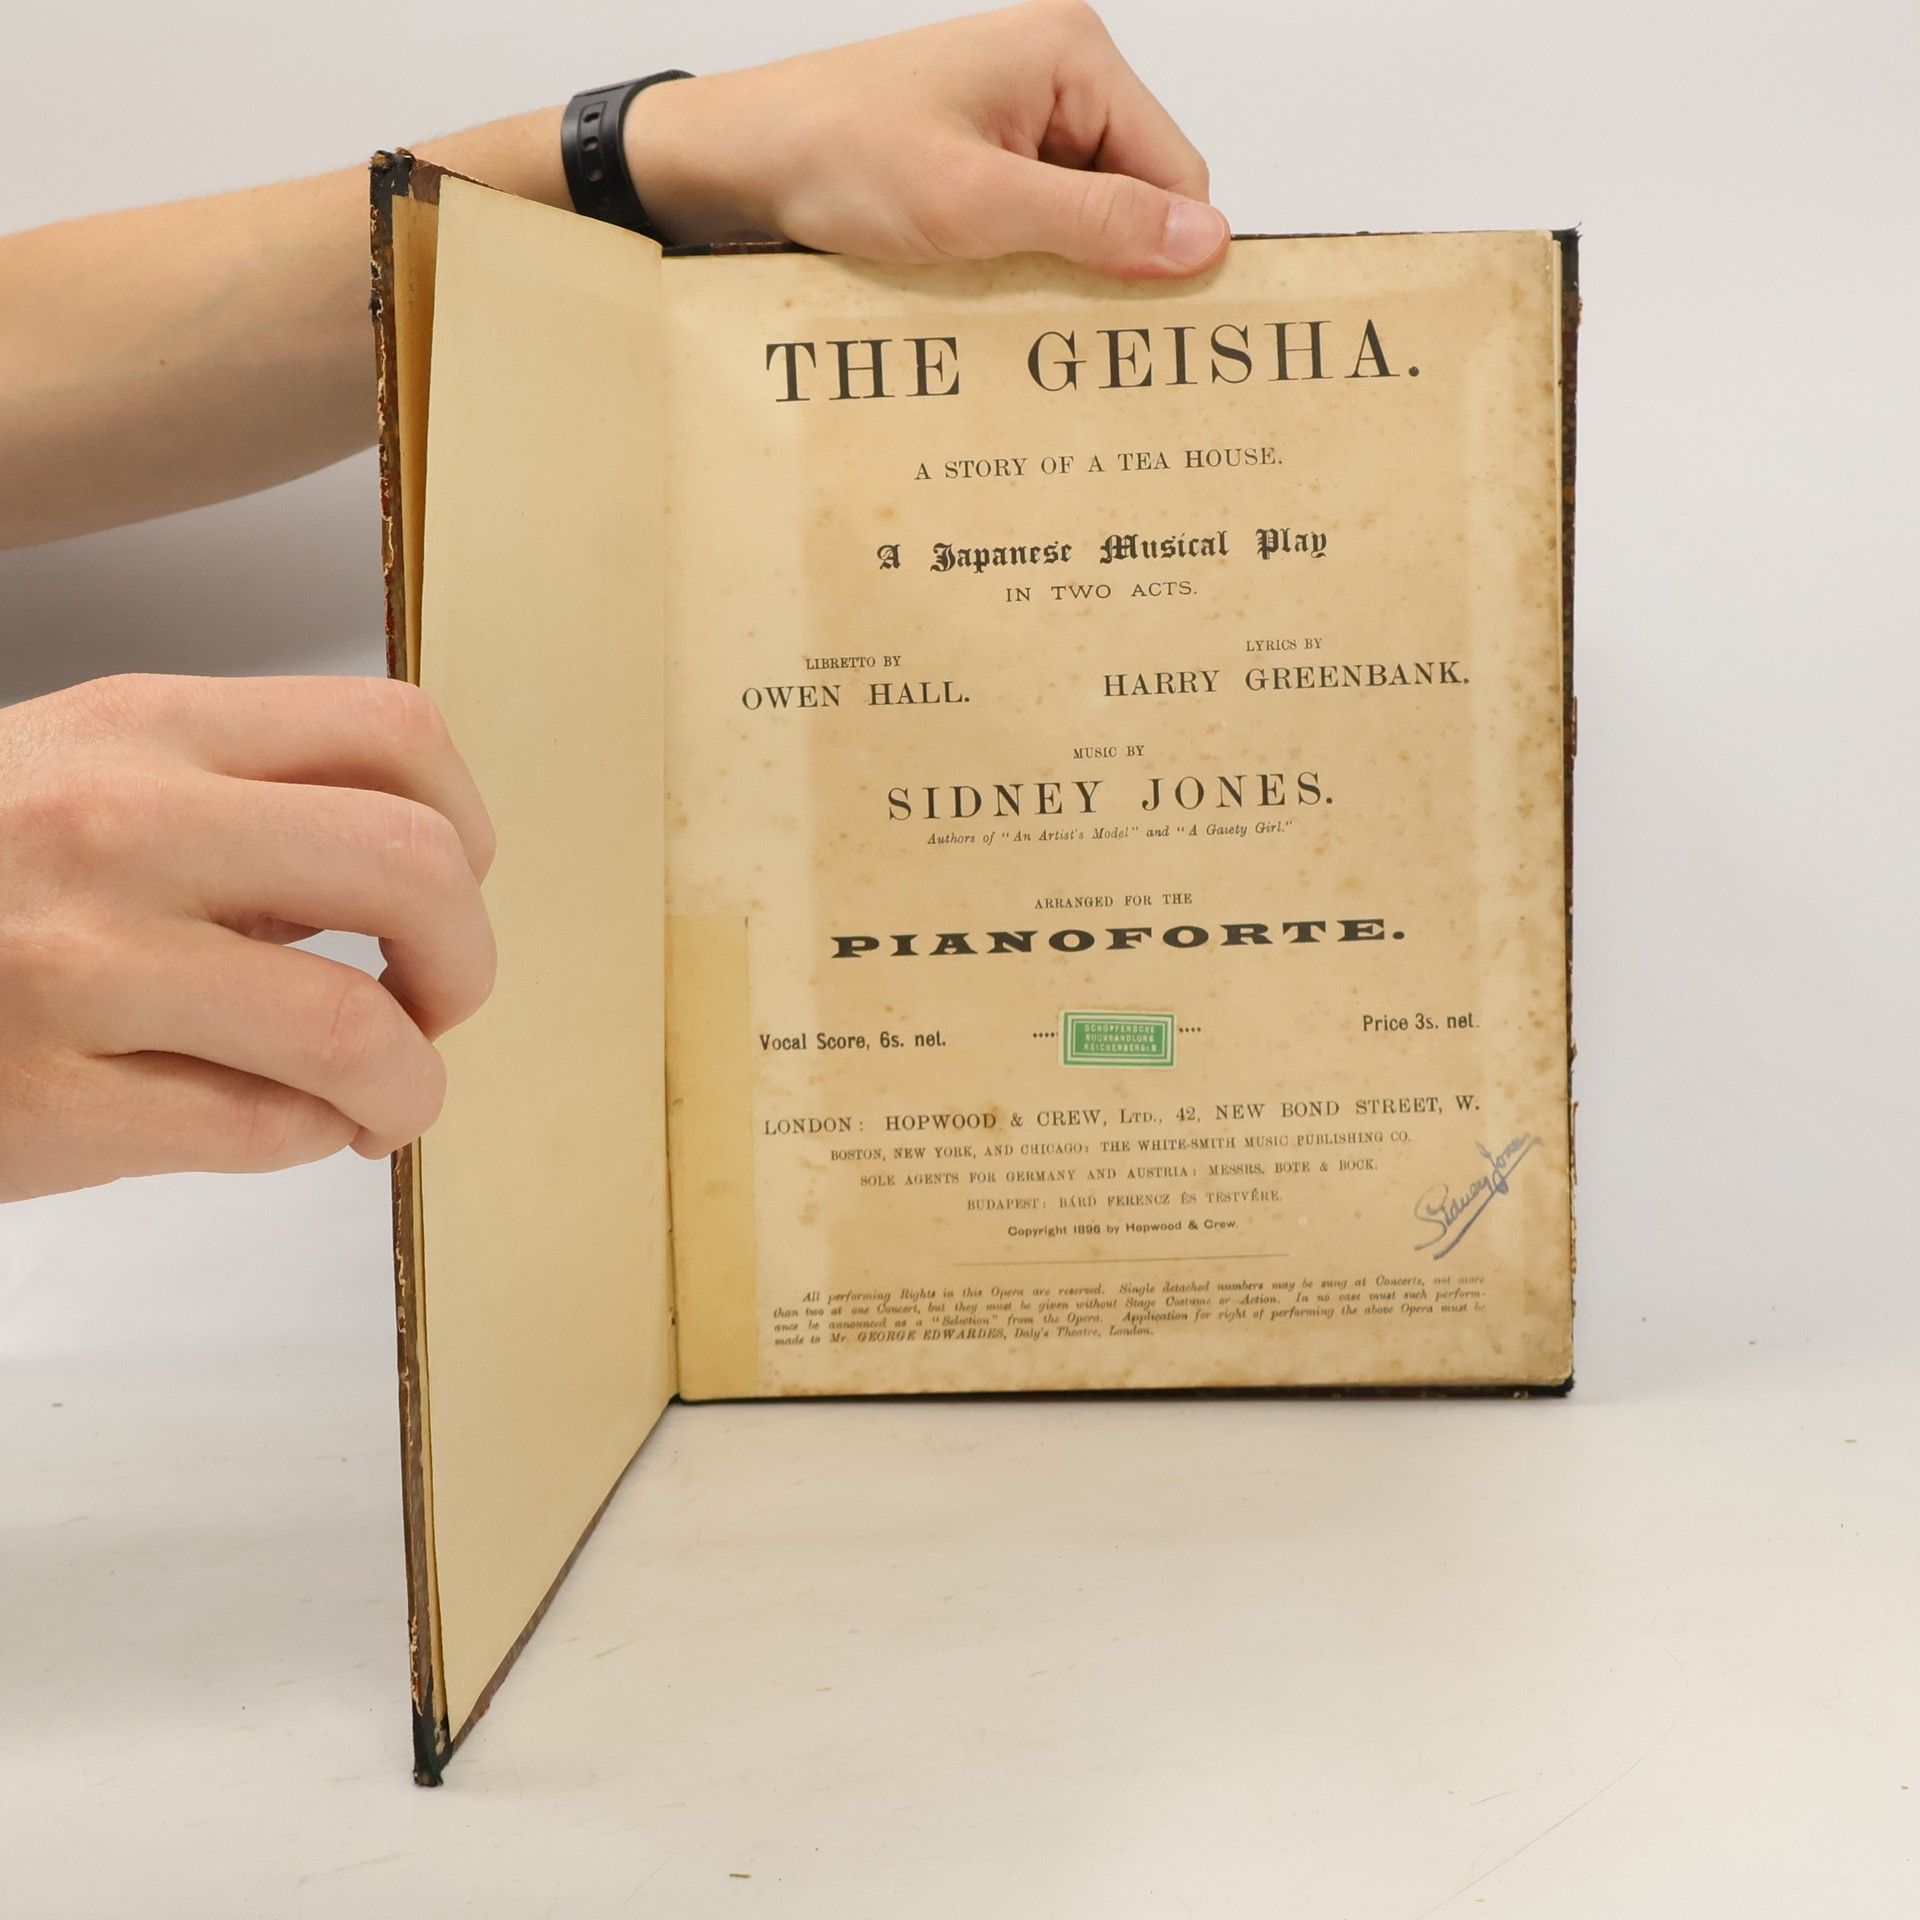 THE GEISHA.
A STORY OF A TEA HOUSE.
A Japanese Musical Play
IN TWO ACTS.
LIBRETTO BY
OWEN HALL.
LYRICS BY
HARRY GREENBANK.
MUSIC BY
SIDNEY JONES.
Authors of "An Artist's Model" and "A Gaiety Girl."
ARRANGED FOR THE
PIANOFORTE.
Vocal Score, 6s. net.
SCHÖPFERSCHE
BUCHHANDLUNG
REICHENBERG i.B.
Price 3s. net.
LONDON: HOPWOOD & CREW, LTD., 42, NEW BOND STREET, W.
BOSTON, NEW YORK, AND CHICAGO: THE WHITE-SMITH MUSIC PUBLISHING CO.
SOLE AGENTS FOR GERMANY AND AUSTRIA: MESSRS. BOTE & BOCK.
BUDAPEST: BÁRD FERENCZ ÉS TESTVÉRE.
Copyright 1896 by Hopwood & Crew.
Sidney Jones
All performing Rights in this Opera are reserved. Single detached numbers may be sung at Concerts, not more
than two at one Concert, but they must be given without Stage Costume or Action. In no case must such perform-
ance be announced as a "Selection" from the Opera. Application for right of performing the above Opera must be
made to Mr. GEORGE EDWARDES, Daly's Theatre, London.